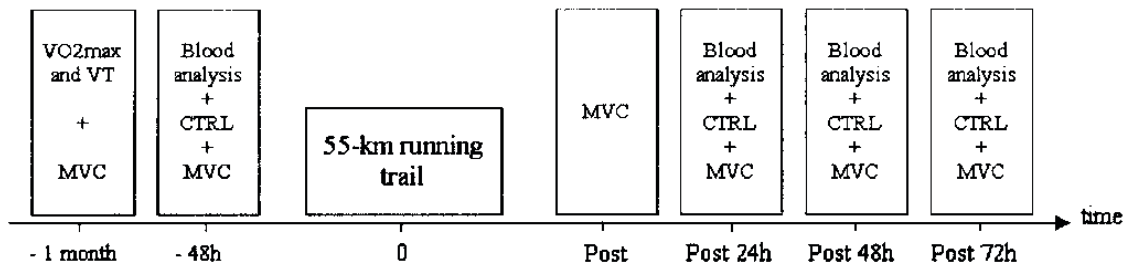 VO2max
and VT
+
MVC
Blood
analysis
+
CTRL
+
MVC
55-km running
trail
MVC
Blood
analysis
+
CTRL
+
MVC
Blood
analysis
+
CTRL
+
MVC
Blood
analysis
+
CTRL
+
MVC
time
- 1 month
- 48h
0
Post
Post 24h
Post 48h
Post 72h